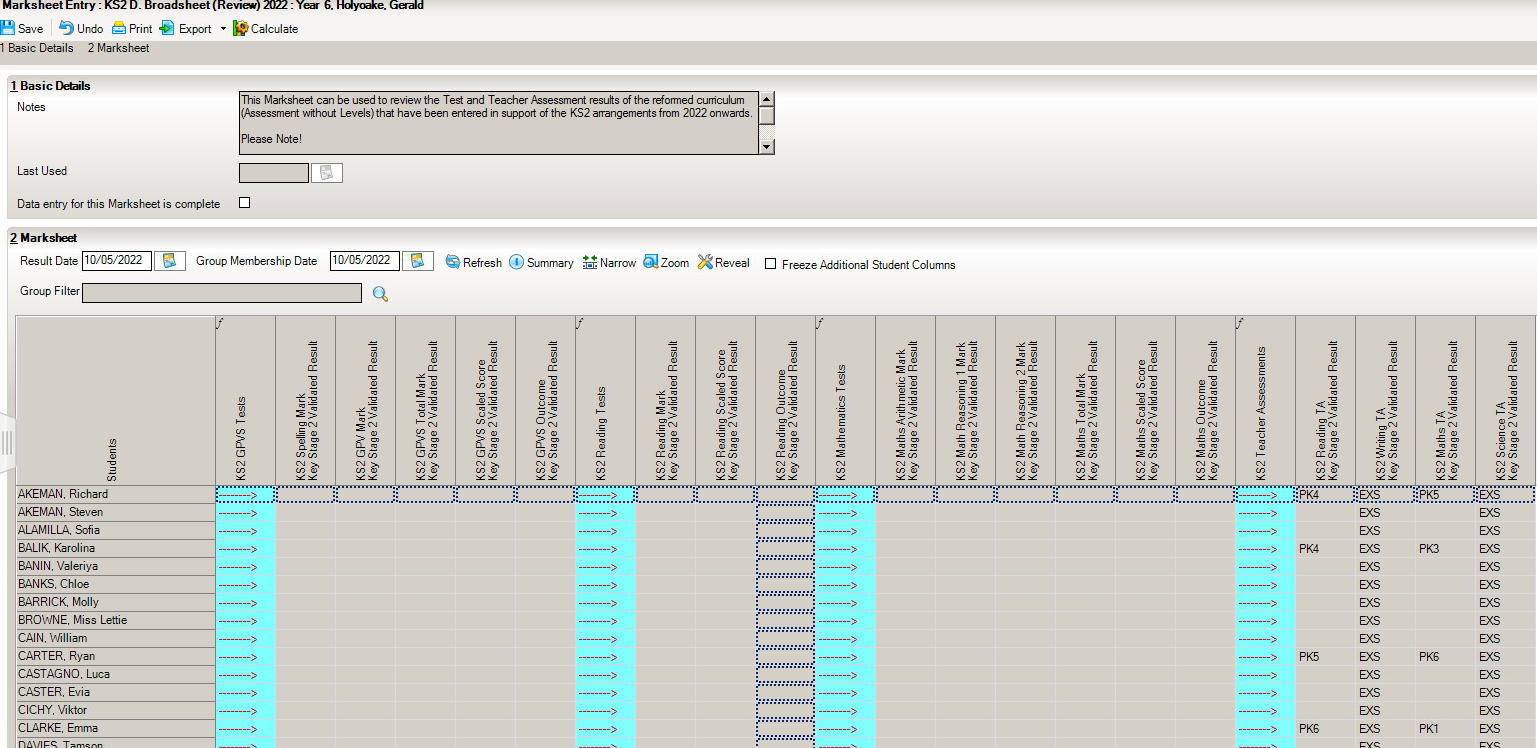 Marksheet Entry : KS2 D. Broadsheet (Review) 2022 : Year 6, Holyoake, Gerald
Save Undo Print Export Calculate
1 Basic Details 2 Marksheet
1 Basic Details
Notes
This Marksheet can be used to review the Test and Teacher Assessment results of the reformed curriculum
(Assessment without Levels) that have been entered in support of the KS2 arrangements from 2022 onwards.
Please Note!
Last Used
Data entry for this Marksheet is complete
2 Marksheet
Result Date 10/05/2022 Group Membership Date 10/05/2022 Refresh Summary Narrow Zoom Reveal Freeze Additional Student Columns
Group Filter
f f f f
Students
KS2 GPVS Tests
KS2 Spelling Mark
Key Stage 2 Validated Result
KS2 GPV Mark
Key Stage 2 Validated Result
KS2 GPVS Total Mark
Key Stage 2 Validated Result
KS2 GPVS Scaled Score
Key Stage 2 Validated Result
KS2 GPVS Outcome
Key Stage 2 Validated Result
KS2 Reading Tests
KS2 Reading Mark
Key Stage 2 Validated Result
KS2 Reading Scaled Score
Key Stage 2 Validated Result
KS2 Reading Outcome
Key Stage 2 Validated Result
KS2 Mathematics Tests
KS2 Maths Arithmetic Mark
Key Stage 2 Validated Result
KS2 Math Reasoning 1 Mark
Key Stage 2 Validated Result
KS2 Math Reasoning 2 Mark
Key Stage 2 Validated Result
KS2 Maths Total Mark
Key Stage 2 Validated Result
KS2 Maths Scaled Score
Key Stage 2 Validated Result
KS2 Maths Outcome
Key Stage 2 Validated Result
KS2 Teacher Assessments
KS2 Reading TA
Key Stage 2 Validated Result
KS2 Writing TA
Key Stage 2 Validated Result
KS2 Maths TA
Key Stage 2 Validated Result
KS2 Science TA
Key Stage 2 Validated Result
AKEMAN, Richard --------> --------> --------> --------> PK4 EXS PK5 EXS
AKEMAN, Steven --------> --------> --------> --------> EXS EXS
ALAMILLA, Sofia --------> --------> --------> --------> EXS EXS
BALIK, Karolina --------> --------> --------> --------> PK4 EXS PK3 EXS
BANIN, Valeriya --------> --------> --------> --------> EXS EXS
BANKS, Chloe --------> --------> --------> --------> EXS EXS
BARRICK, Molly --------> --------> --------> --------> EXS EXS
BROWNE, Miss Lettie --------> --------> --------> --------> EXS EXS
CAIN, William --------> --------> --------> --------> EXS EXS
CARTER, Ryan --------> --------> --------> --------> PK5 EXS PK6 EXS
CASTAGNO, Luca --------> --------> --------> --------> EXS EXS
CASTER, Evia --------> --------> --------> --------> EXS EXS
CICHY, Viktor --------> --------> --------> --------> EXS EXS
CLARKE, Emma --------> --------> --------> --------> PK6 EXS PK1 EXS
DAVIES, Tamson --------> --------> --------> --------> EXS EXS